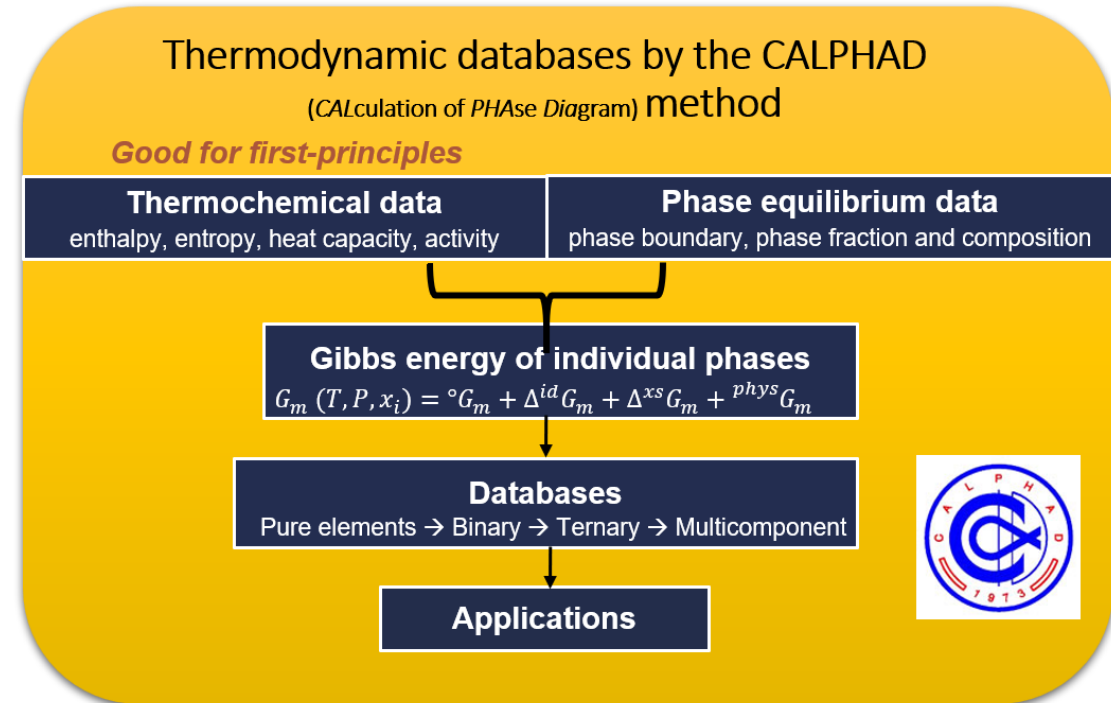 Thermodynamic databases by the CALPHAD
(CALculation of PHAse Diagram) method
Good for first-principles
Thermochemical data
enthalpy, entropy, heat capacity, activity
Phase equilibrium data
phase boundary, phase fraction and composition
Gibbs energy of individual phases
G_m (T, P, x_i) = °G_m + Δ^{id}G_m + Δ^{xs}G_m + ^{phys}G_m
Databases
Pure elements → Binary → Ternary → Multicomponent
CALPHAD
1973
Applications